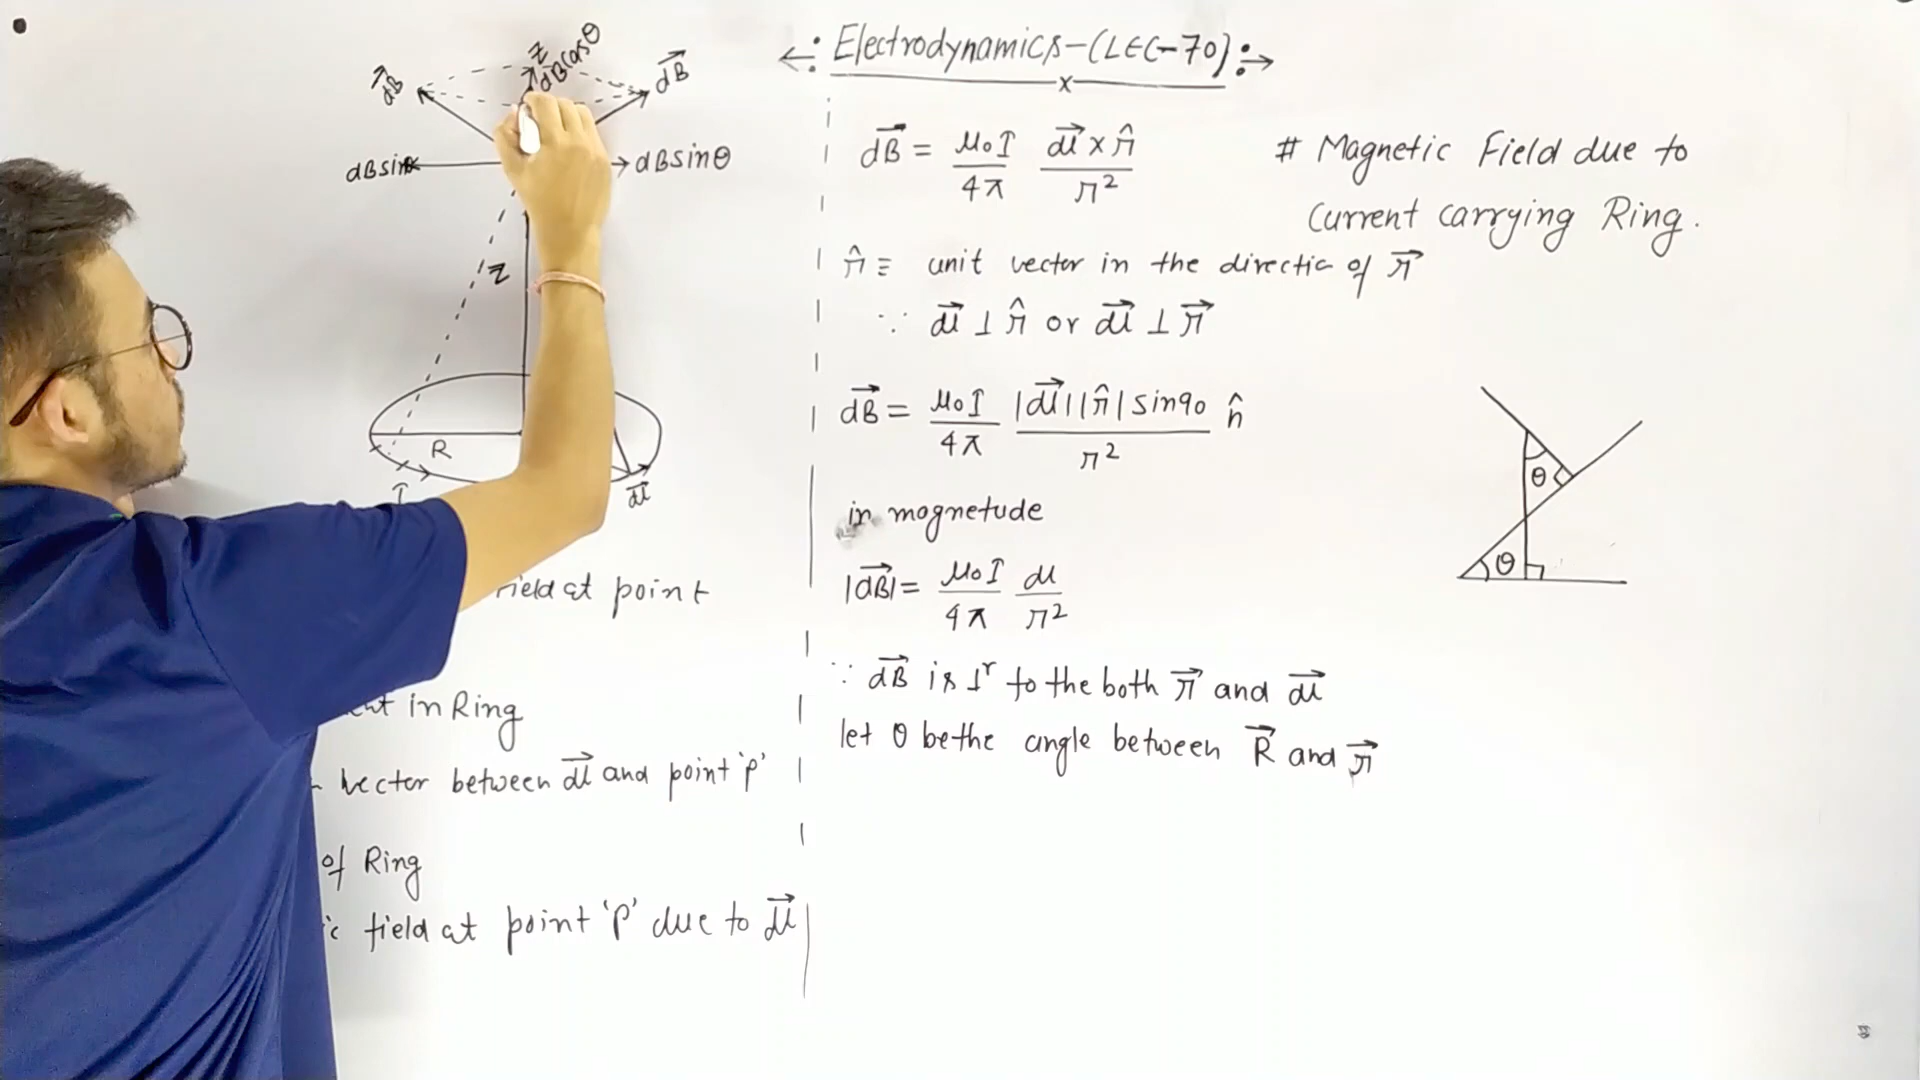 ←: Electrodynamics-(LEC-70):→
x
Z
dBcosθ
dB⃗
dB⃗
dBsin
dBsinθ
Z
R
I
dl⃗
field at point
in Ring
vector between dl⃗ and point 'p'
of Ring
field at point 'p' due to dl⃗
dB⃗ = μ₀I/4π dl⃗ × r̂/r²
# Magnetic Field due to
Current carrying Ring.
r̂ ≡ unit vector in the directio of r⃗
∵ dl⃗ ⊥ r̂ or dl⃗ ⊥ r⃗
dB⃗ = μ₀I/4π |dl⃗||r̂| sin90/r² n̂
in magnetude
|dB⃗| = μ₀I/4π dl/r²
∵ dB⃗ is ⊥ʳ to the both r⃗ and dl⃗
let θ be the angle between R⃗ and r⃗
θ
θ